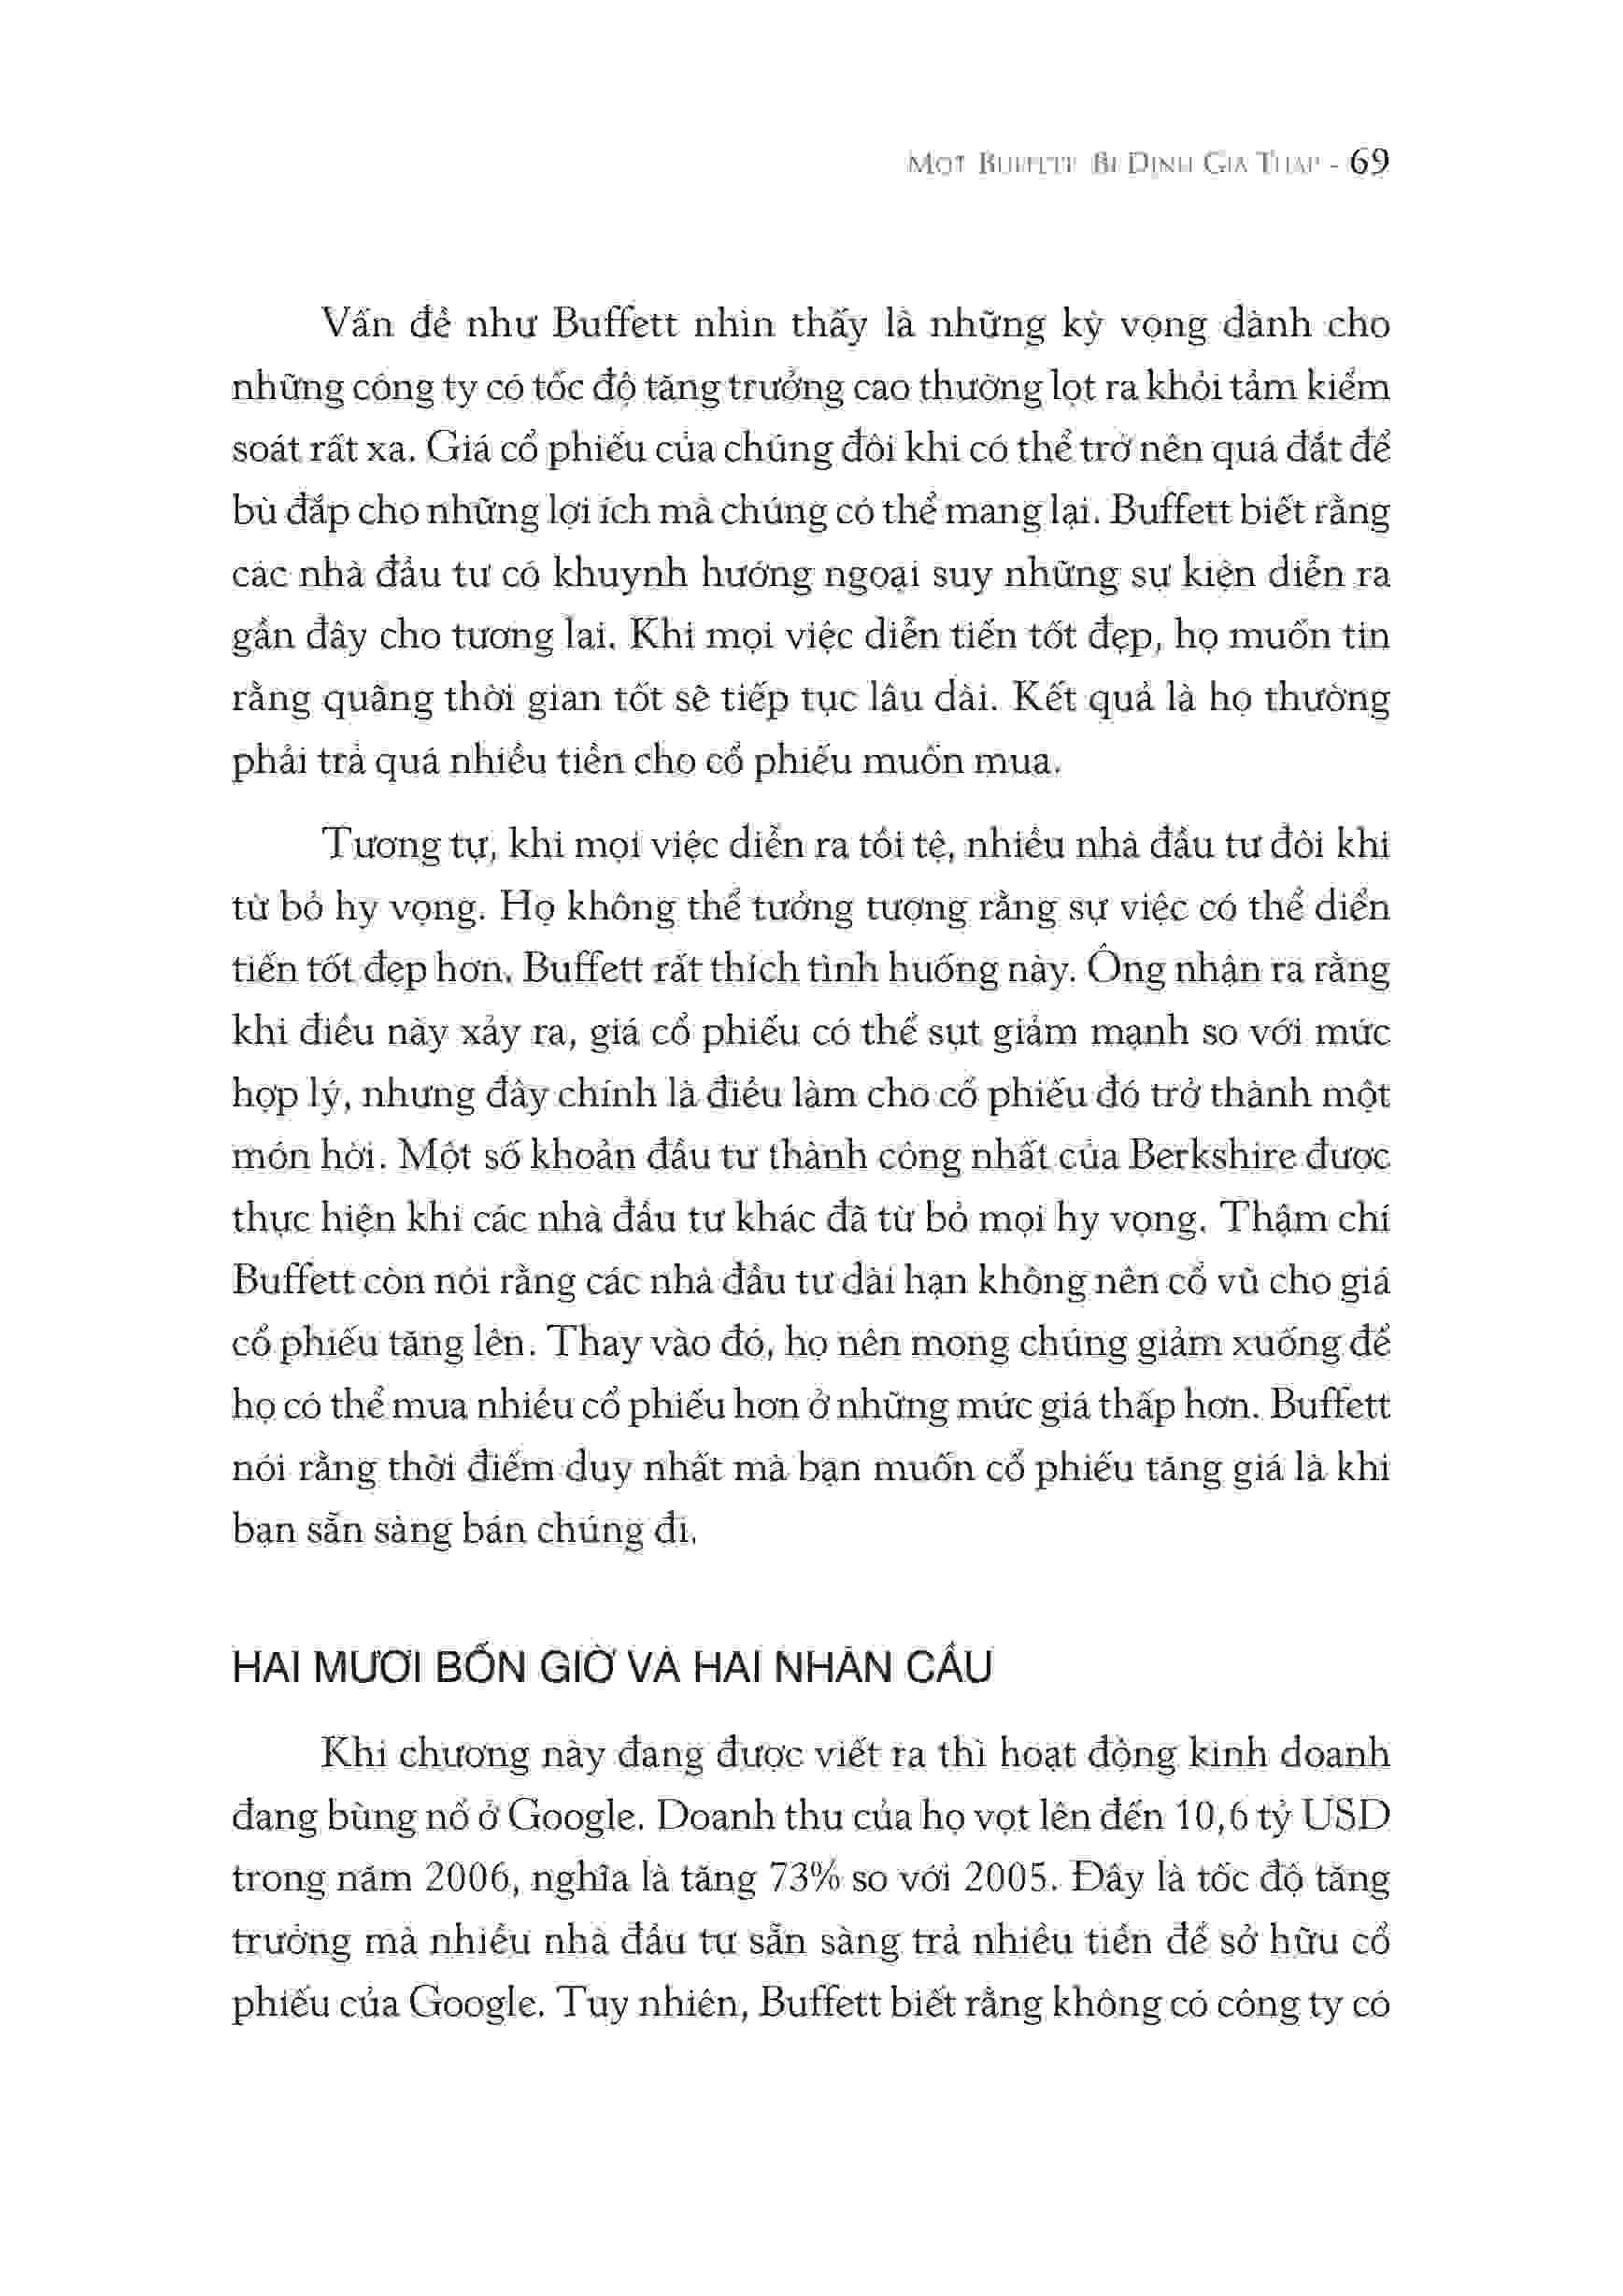 MỘT BUFFETT BỊ ĐỊNH GIÁ THẤP - 69
Vấn đề như Buffett nhìn thấy là những kỳ vọng dành cho
những công ty có tốc độ tăng trưởng cao thường lọt ra khỏi tầm kiểm
soát rất xa. Giá cổ phiếu của chúng đôi khi có thể trở nên quá đắt để
bù đắp cho những lợi ích mà chúng có thể mang lại. Buffett biết rằng
các nhà đầu tư có khuynh hướng ngoại suy những sự kiện diễn ra
gần đây cho tương lai. Khi mọi việc diễn tiến tốt đẹp, họ muốn tin
rằng quãng thời gian tốt sẽ tiếp tục lâu dài. Kết quả là họ thường
phải trả quá nhiều tiền cho cổ phiếu muốn mua.
Tương tự, khi mọi việc diễn ra tồi tệ, nhiều nhà đầu tư đôi khi
từ bỏ hy vọng. Họ không thể tưởng tượng rằng sự việc có thể diễn
tiến tốt đẹp hơn. Buffett rất thích tình huống này. Ông nhận ra rằng
khi điều này xảy ra, giá cổ phiếu có thể sụt giảm mạnh so với mức
hợp lý, nhưng đây chính là điều làm cho cổ phiếu đó trở thành một
món hời. Một số khoản đầu tư thành công nhất của Berkshire được
thực hiện khi các nhà đầu tư khác đã từ bỏ mọi hy vọng. Thậm chí
Buffett còn nói rằng các nhà đầu tư dài hạn không nên cổ vũ cho giá
cổ phiếu tăng lên. Thay vào đó, họ nên mong chúng giảm xuống để
họ có thể mua nhiều cổ phiếu hơn ở những mức giá thấp hơn. Buffett
nói rằng thời điểm duy nhất mà bạn muốn cổ phiếu tăng giá là khi
bạn sẵn sàng bán chúng đi.
HAI MƯƠI BỐN GIỜ VÀ HAI NHÃN CẦU
Khi chương này đang được viết ra thì hoạt động kinh doanh
đang bùng nổ ở Google. Doanh thu của họ vọt lên đến 10,6 tỷ USD
trong năm 2006, nghĩa là tăng 73% so với 2005. Đây là tốc độ tăng
trưởng mà nhiều nhà đầu tư sẵn sàng trả nhiều tiền để sở hữu cổ
phiếu của Google. Tuy nhiên, Buffett biết rằng không có công ty có